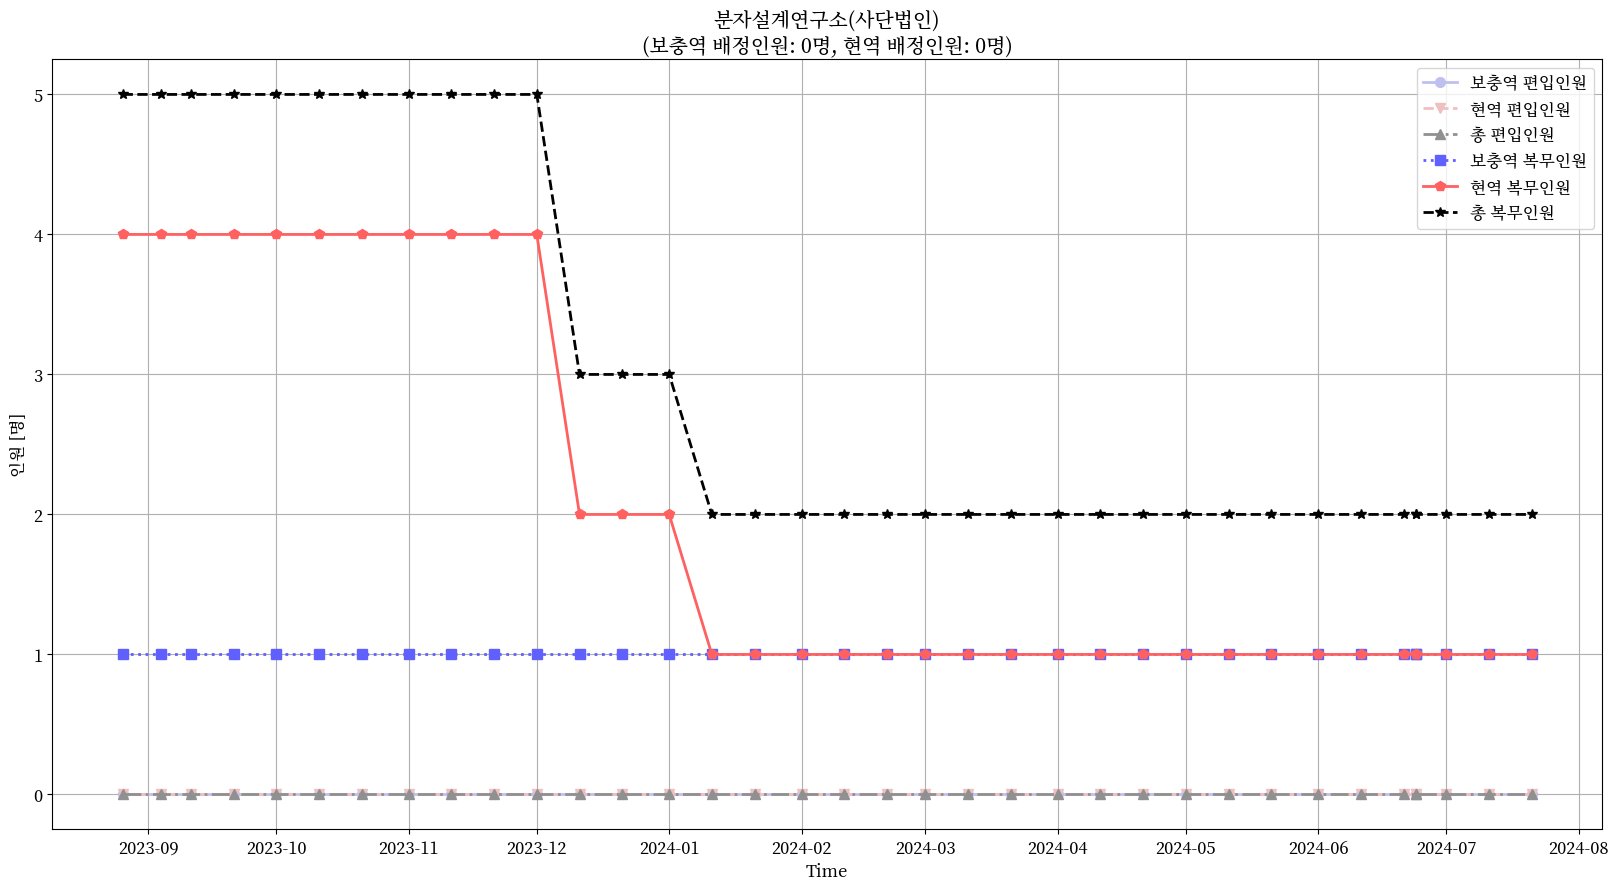 분자설계연구소(사단법인)
(보충역 배정인원: 0명, 현역 배정인원: 0명)
보충역 편입인원
현역 편입인원
총 편입인원
보충역 복무인원
현역 복무인원
총 복무인원
인원 [명]
5
4
3
2
1
0
2023-09 2023-10 2023-11 2023-12 2024-01 2024-02 2024-03 2024-04 2024-05 2024-06 2024-07 2024-08
Time